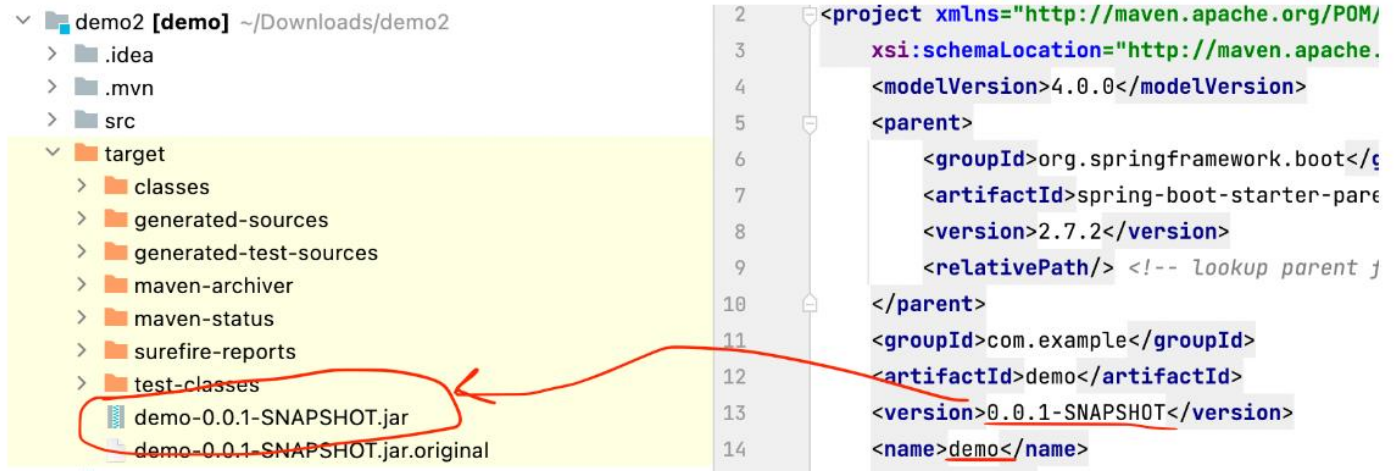 demo2 [demo] ~/Downloads/demo2
.idea
.mvn
src
target
classes
generated-sources
generated-test-sources
maven-archiver
maven-status
surefire-reports
test-classes
demo-0.0.1-SNAPSHOT.jar
demo-0.0.1-SNAPSHOT.jar.original
2 <project xmlns="http://maven.apache.org/POM/
3 xsi:schemaLocation="http://maven.apache.
4 <modelVersion>4.0.0</modelVersion>
5 <parent>
6 <groupId>org.springframework.boot</g
7 <artifactId>spring-boot-starter-pare
8 <version>2.7.2</version>
9 <relativePath/> <!-- lookup parent f
10 </parent>
11 <groupId>com.example</groupId>
12 <artifactId>demo</artifactId>
13 <version>0.0.1-SNAPSHOT</version>
14 <name>demo</name>